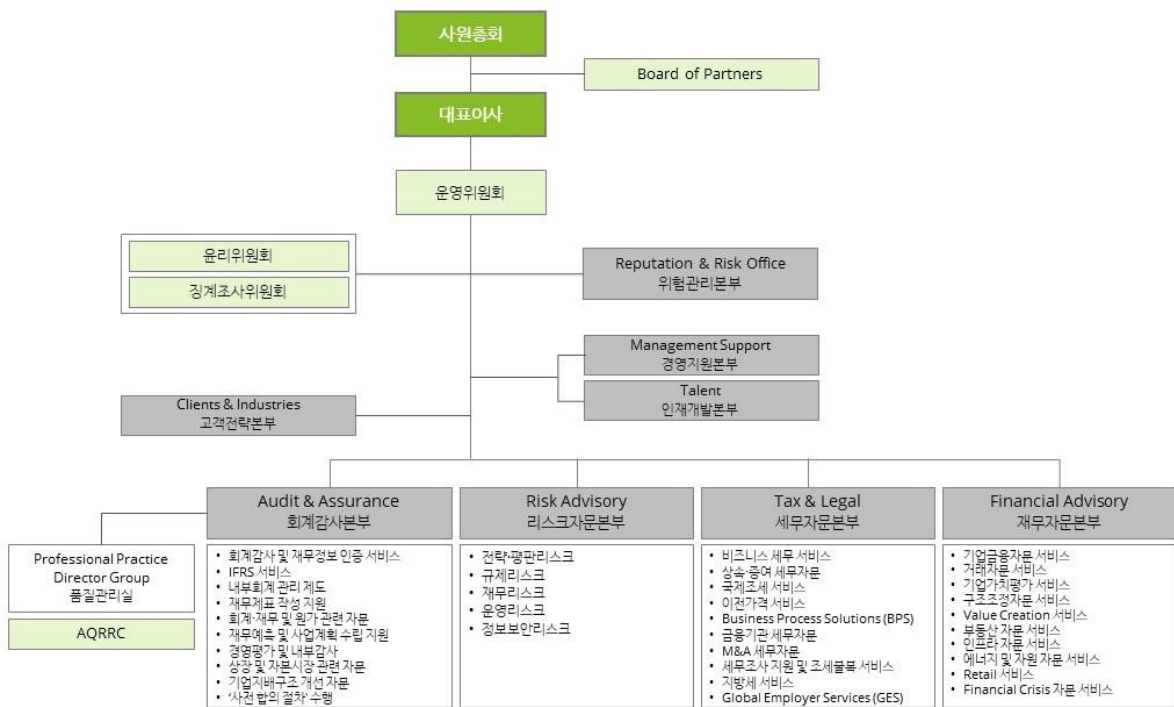 사원총회
Board of Partners
대표이사
운영위원회
윤리위원회
징계조사위원회
Reputation & Risk Office
위험관리본부
Management Support
경영지원본부
Talent
인재개발본부
Clients & Industries
고객전략본부
Audit & Assurance
회계감사본부
Risk Advisory
리스크자문본부
Tax & Legal
세무자문본부
Financial Advisory
재무자문본부
Professional Practice
Director Group
품질관리실
AQRRC
• 회계감사 및 재무정보 인증 서비스
• IFRS 서비스
• 내부회계 관리 제도
• 재무제표 작성 지원
• 회계·재무 및 원가 관련 자문
• 재무예측 및 사업계획 수립 지원
• 경영평가 및 내부감사
• 상장 및 자본시장 관련 자문
• 기업지배구조 개선 자문
• ‘사전 합의 절차’ 수행
• 전략·평판리스크
• 규제리스크
• 재무리스크
• 운영리스크
• 정보보안리스크
• 비즈니스 세무 서비스
• 상속·증여 세무자문
• 국제조세 서비스
• 이전가격 서비스
• Business Process Solutions (BPS)
• 금융기관 세무자문
• M&A 세무자문
• 세무조사 지원 및 조세불복 서비스
• 지방세 서비스
• Global Employer Services (GES)
• 기업금융자문 서비스
• 거래자문 서비스
• 기업가치평가 서비스
• 구조조정자문 서비스
• Value Creation 서비스
• 부동산 자문 서비스
• 인프라 자문 서비스
• 에너지 및 자원 자문 서비스
• Retail 서비스
• Financial Crisis 자문 서비스